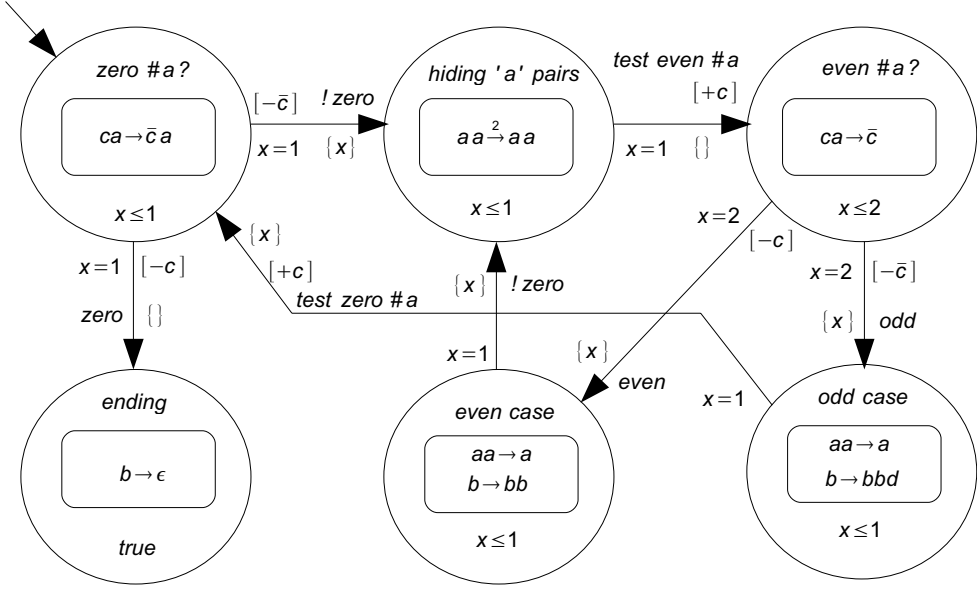 zero #a?
ca→c̄ a
x≤1
[−c̄]
! zero
x=1
{x}
hiding 'a' pairs
aa→²aa
x≤1
test even #a
[+c]
x=1
{}
even #a?
ca→c̄
x≤2
x=1
[−c]
zero
{}
{x}
[+c]
test zero #a
{x}
! zero
x=1
x=2
[−c]
{x}
even
x=2
[−c̄]
{x}
odd
x=1
ending
b→ϵ
true
even case
aa→a
b→bb
x≤1
odd case
aa→a
b→bbd
x≤1